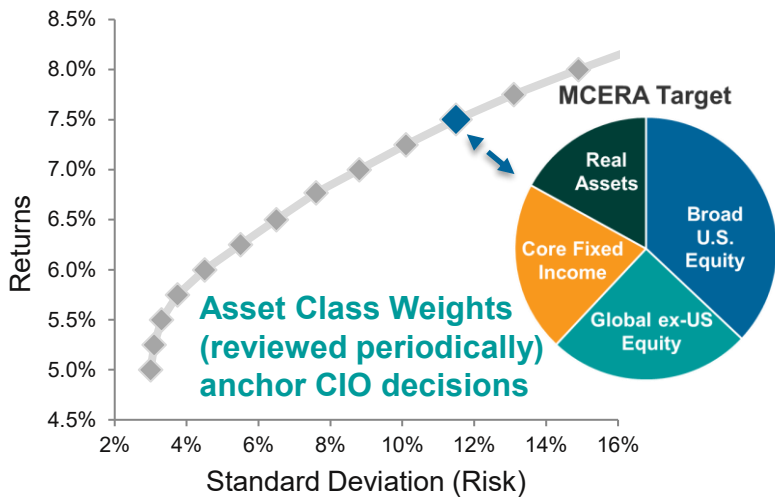 8.5%
8.0%
7.5%
7.0%
6.5%
6.0%
5.5%
5.0%
4.5%
Returns
2%
4%
6%
8%
10%
12%
14%
16%
Standard Deviation (Risk)
Asset Class Weights
(reviewed periodically)
anchor CIO decisions
MCERA Target
Real
Assets
Broad
U.S.
Equity
Core Fixed
Income
Global ex-US
Equity